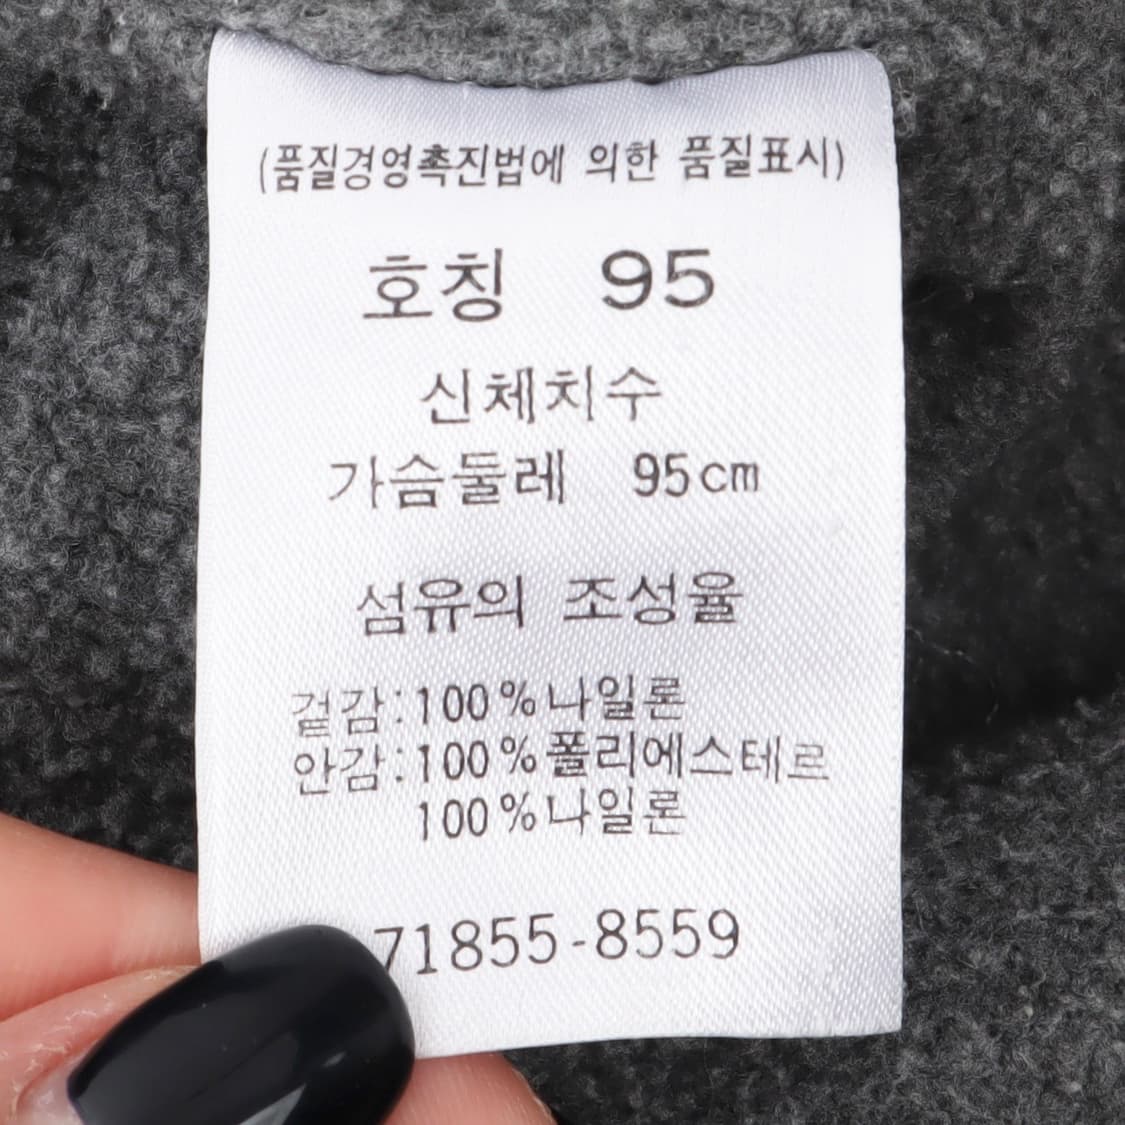 (품질경영촉진법에 의한 품질표시)
호칭 95
신체치수
가슴둘레 95cm
섬유의 조성율
겉감:100%나일론
안감:100%폴리에스테르
100%나일론
71855-8559